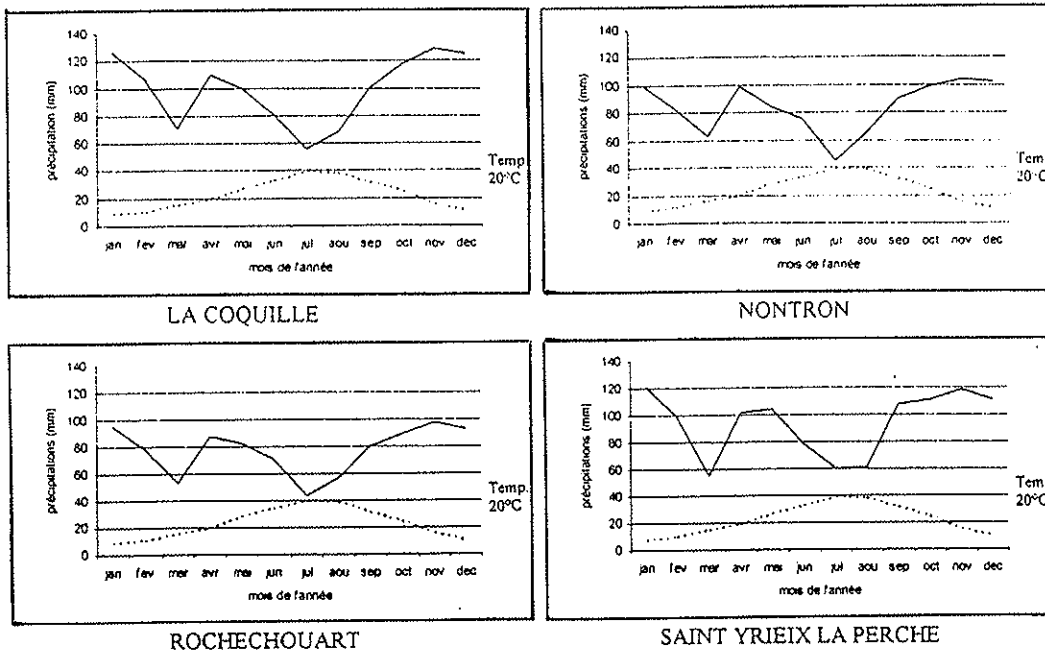 140
120
100
80
60
40
20
0
précipitation (mm)
Temp.
20°C
jan fev mar avr mai jun jul aou sep oct nov dec
mois de l'année
LA COQUILLE
140
120
100
80
60
40
20
0
précipitations (mm)
Tem
20°C
jan fev mar avr mai jun jul aou sep oct nov dec
mois de l'année
NONTRON
140
120
100
80
60
40
20
0
précipitations (mm)
Temp.
20°C
jan fev mar avr mai jun jul aou sep oct nov dec
mois de l'année
ROCHECHOUART
140
120
100
80
60
40
20
0
précipitations (mm)
Tem
20°C
jan fev mar avr mai jun jul aou sep oct nov dec
mois de l'année
SAINT YRIEIX LA PERCHE